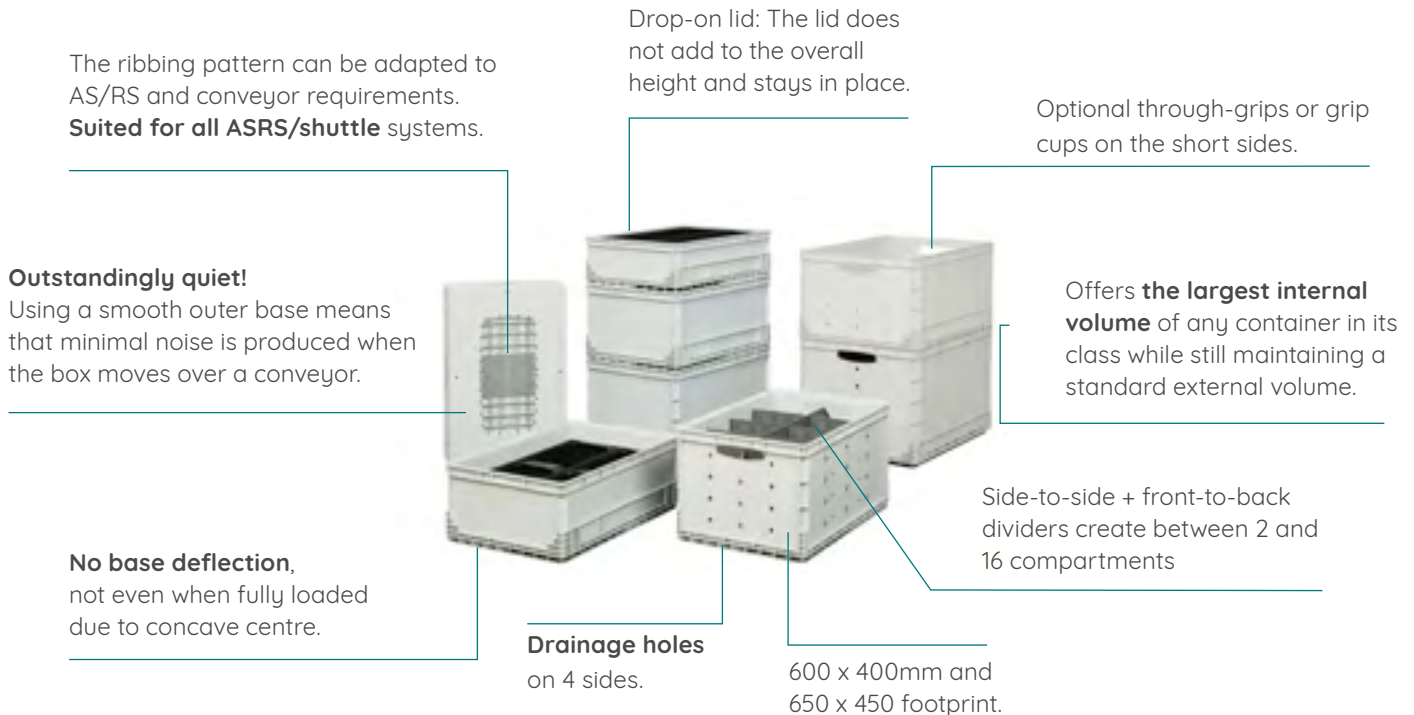 Drop-on lid: The lid does
not add to the overall
height and stays in place.
The ribbing pattern can be adapted to
AS/RS and conveyor requirements.
Suited for all ASRS/shuttle systems.
Optional through-grips or grip
cups on the short sides.
Outstandingly quiet!
Using a smooth outer base means
that minimal noise is produced when
the box moves over a conveyor.
Offers the largest internal
volume of any container in its
class while still maintaining a
standard external volume.
Side-to-side + front-to-back
dividers create between 2 and
16 compartments
No base deflection,
not even when fully loaded
due to concave centre.
Drainage holes
on 4 sides.
600 x 400mm and
650 x 450 footprint.